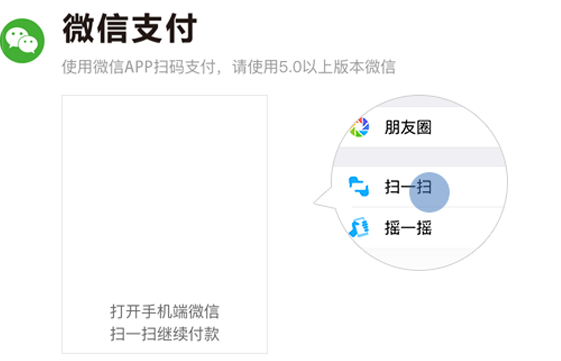 微信支付
使用微信APP扫码支付，请使用5.0以上版本微信
朋友圈
扫一扫
摇一摇
打开手机端微信
扫一扫继续付款